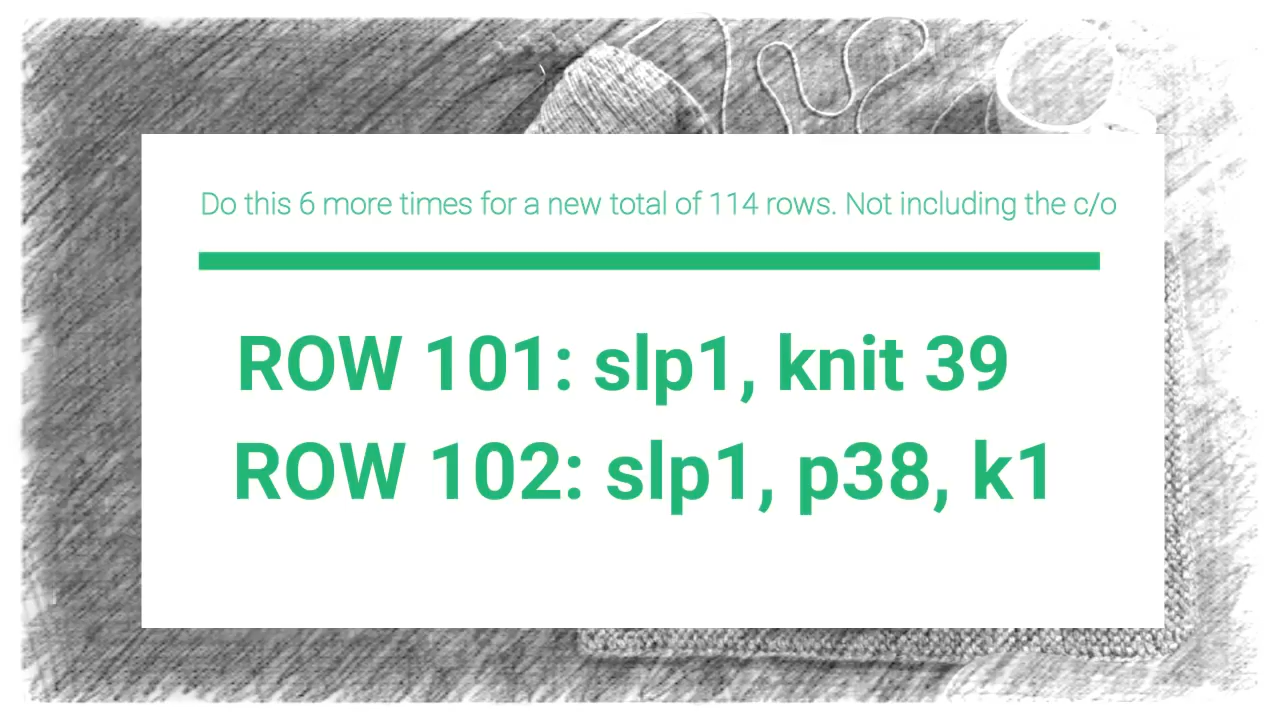 Do this 6 more times for a new total of 114 rows. Not including the c/o
ROW 101: slp1, knit 39
ROW 102: slp1, p38, k1